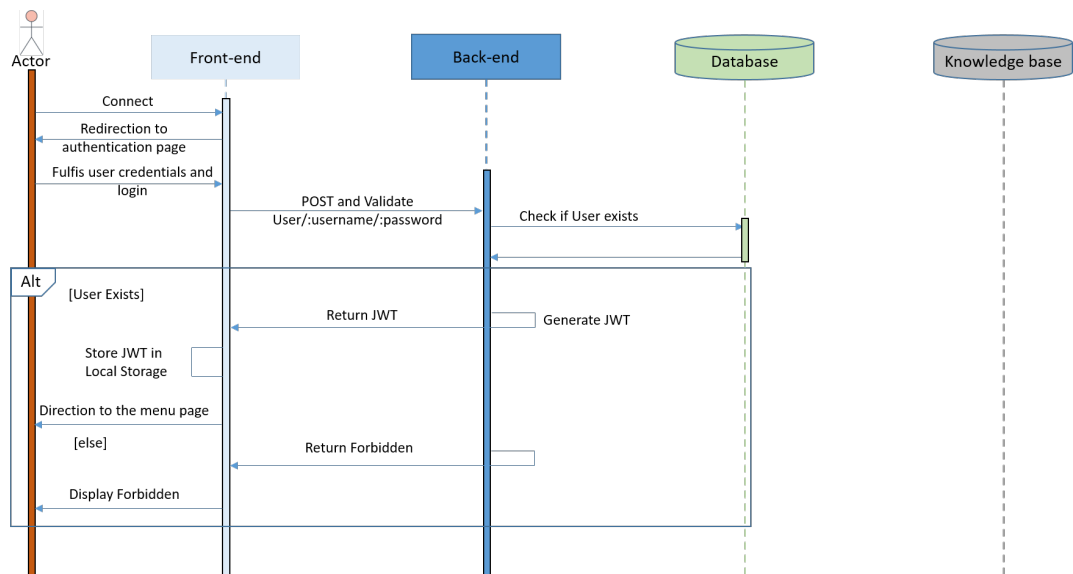 Actor
Front-end
Back-end
Database
Knowledge base
Connect
Redirection to
authentication page
Fulfis user credentials and
login
POST and Validate
User/:username/:password
Check if User exists
Alt
[User Exists]
Return JWT
Generate JWT
Store JWT in
Local Storage
Direction to the menu page
[else]
Return Forbidden
Display Forbidden